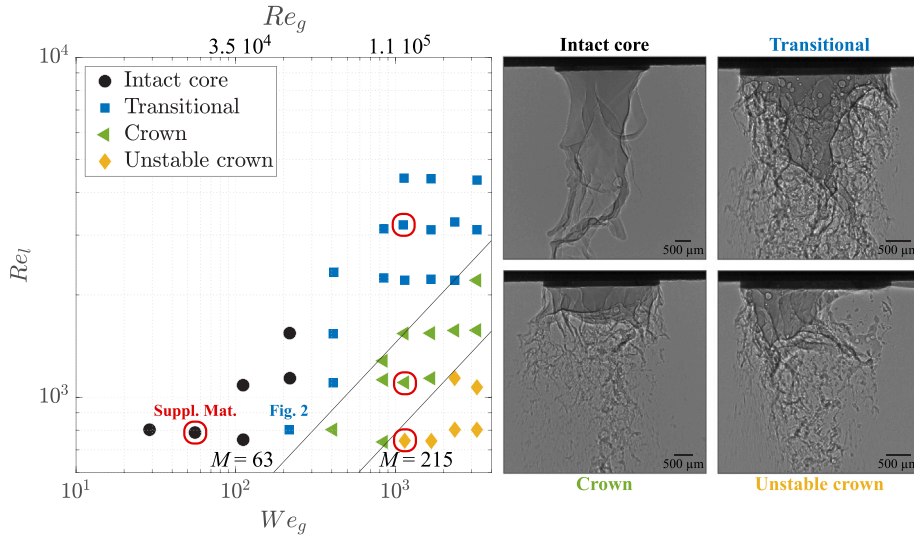 Re_g
3.5 10^4
1.1 10^5
10^4
Intact core
Transitional
Crown
Unstable crown
Re_l
10^3
Suppl. Mat.
Fig. 2
M = 63
M = 215
10^1
10^2
10^3
We_g
Intact core
Transitional
500 µm
500 µm
500 µm
500 µm
Crown
Unstable crown